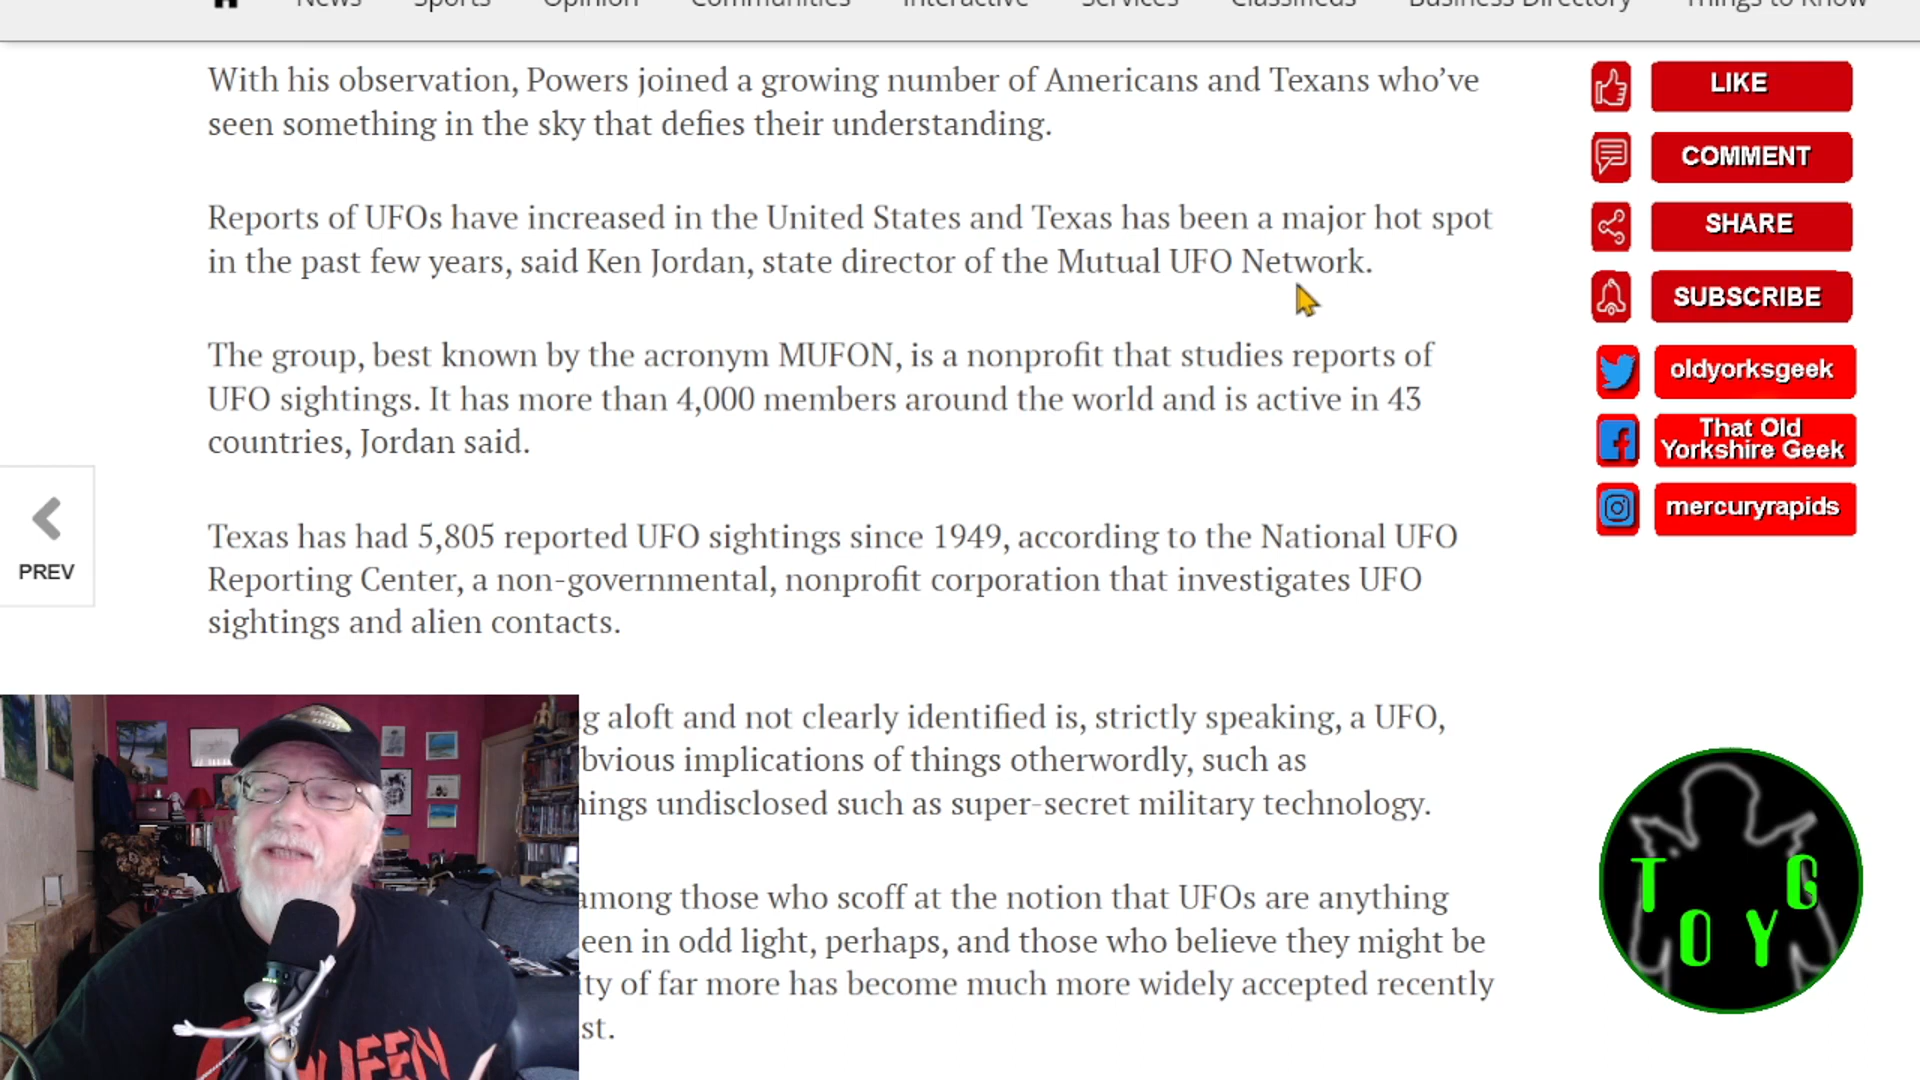 News Sports Opinion Communities Interactive Services Classifieds Business Directory Things to Know
With his observation, Powers joined a growing number of Americans and Texans who’ve
seen something in the sky that defies their understanding.
Reports of UFOs have increased in the United States and Texas has been a major hot spot
in the past few years, said Ken Jordan, state director of the Mutual UFO Network.
The group, best known by the acronym MUFON, is a nonprofit that studies reports of
UFO sightings. It has more than 4,000 members around the world and is active in 43
countries, Jordan said.
Texas has had 5,805 reported UFO sightings since 1949, according to the National UFO
Reporting Center, a non-governmental, nonprofit corporation that investigates UFO
sightings and alien contacts.
g aloft and not clearly identified is, strictly speaking, a UFO,
bvious implications of things otherwordly, such as
hings undisclosed such as super-secret military technology.
among those who scoff at the notion that UFOs are anything
een in odd light, perhaps, and those who believe they might be
ity of far more has become much more widely accepted recently
st.
PREV
LIKE
COMMENT
SHARE
SUBSCRIBE
oldyorksgeek
That Old
Yorkshire Geek
mercuryrapids
T O Y G
QUEEN